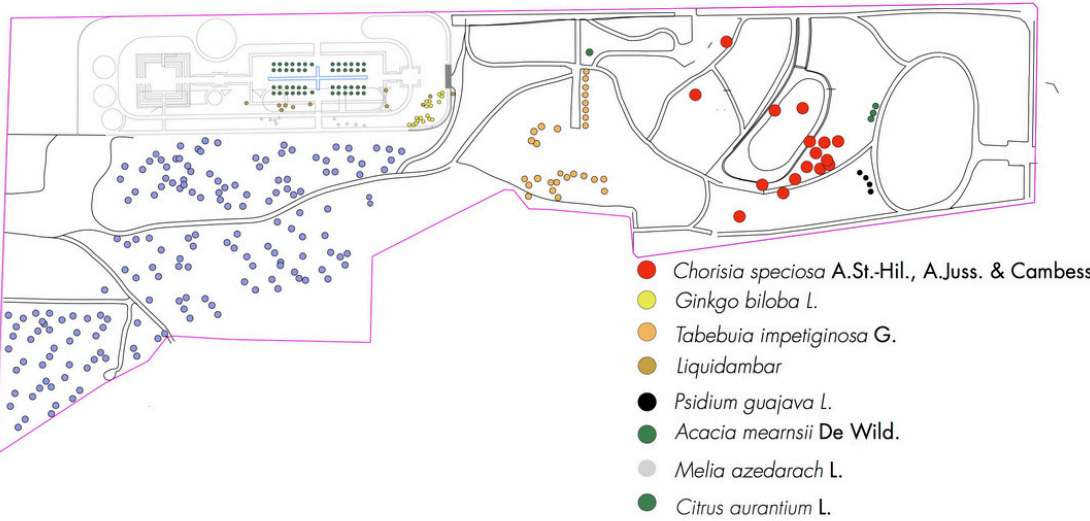 Chorisia speciosa A.St.-Hil., A.Juss. & Cambess
Ginkgo biloba L.
Tabebuia impetiginosa G.
Liquidambar
Psidium guajava L.
Acacia mearnsii De Wild.
Melia azedarach L.
Citrus aurantium L.